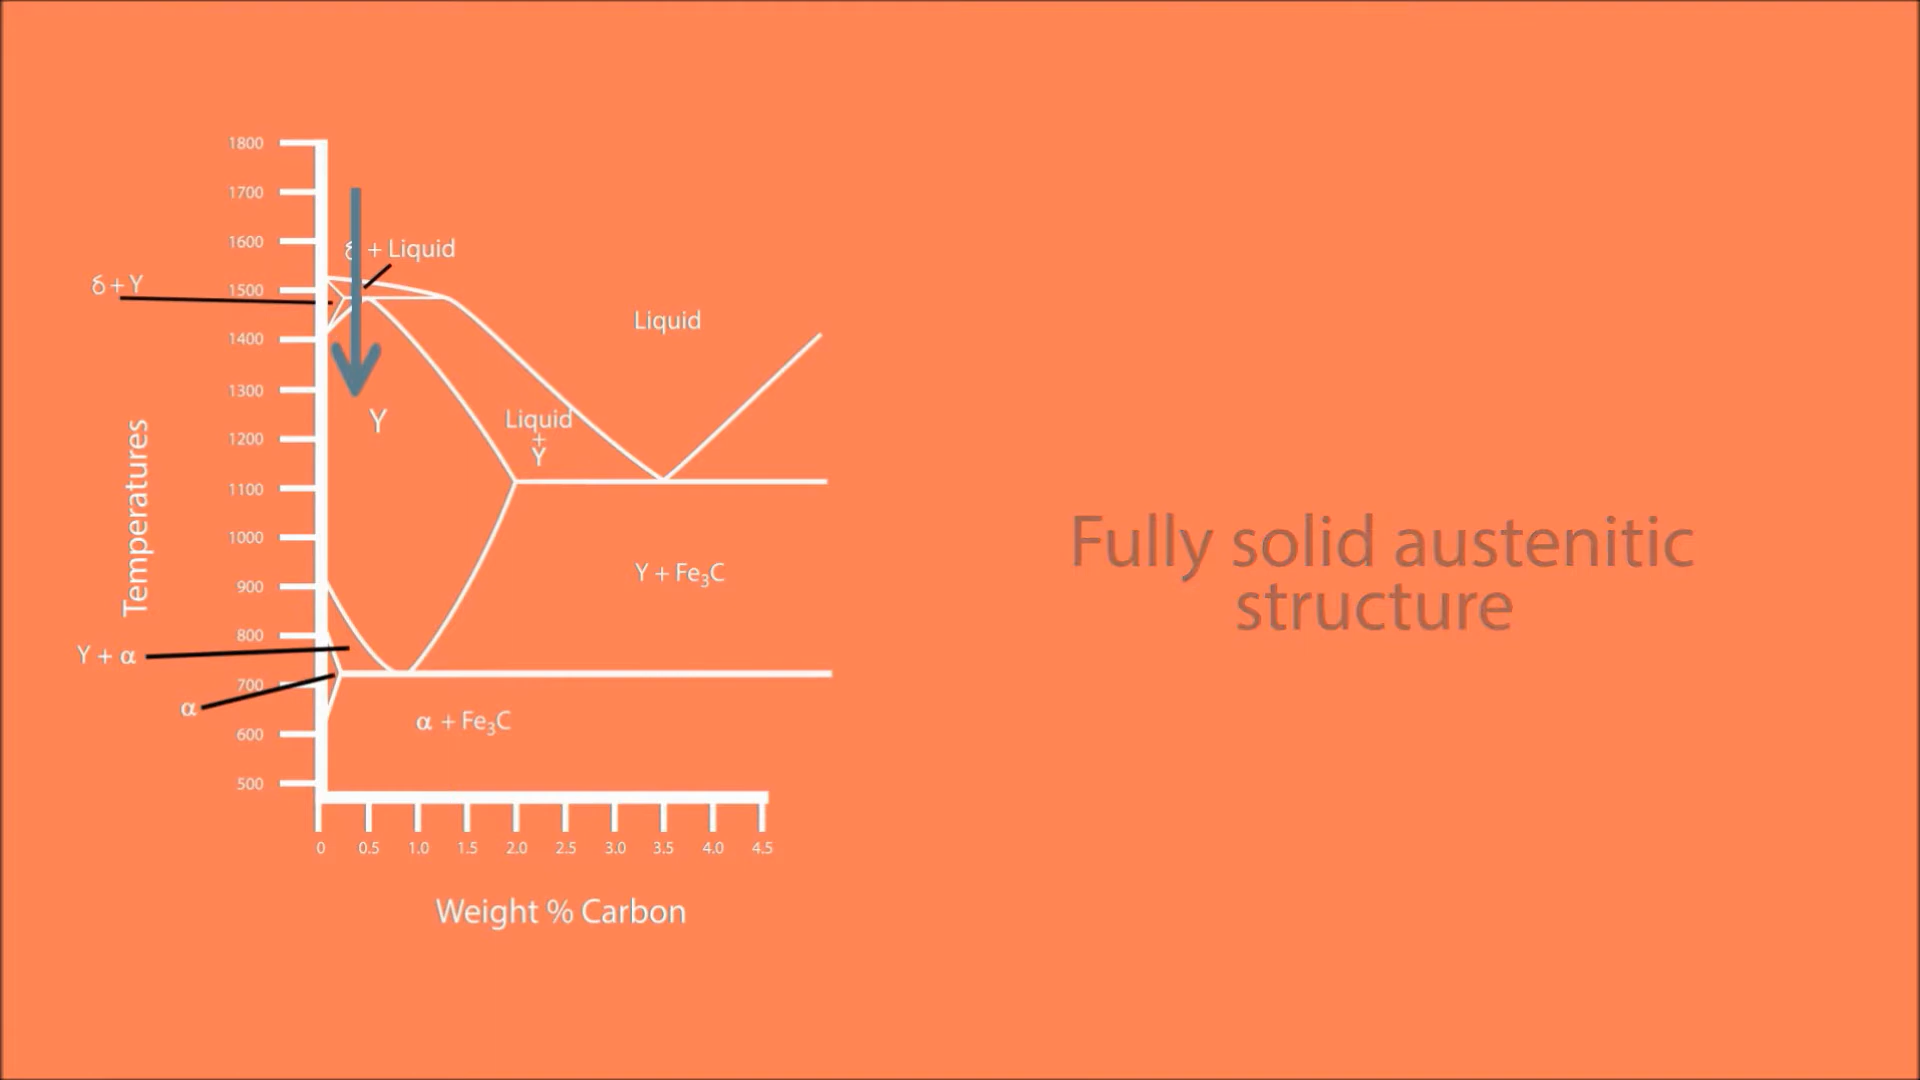 1800
1700
1600
δ + Liquid
δ + Y
1500
Liquid
1400
1300
Y
Liquid
+
Y
1200
1100
Temperatures
1000
Y + Fe₃C
900
Fully solid austenitic
structure
800
Y + α
700
α
α + Fe₃C
600
500
0 0.5 1.0 1.5 2.0 2.5 3.0 3.5 4.0 4.5
Weight % Carbon